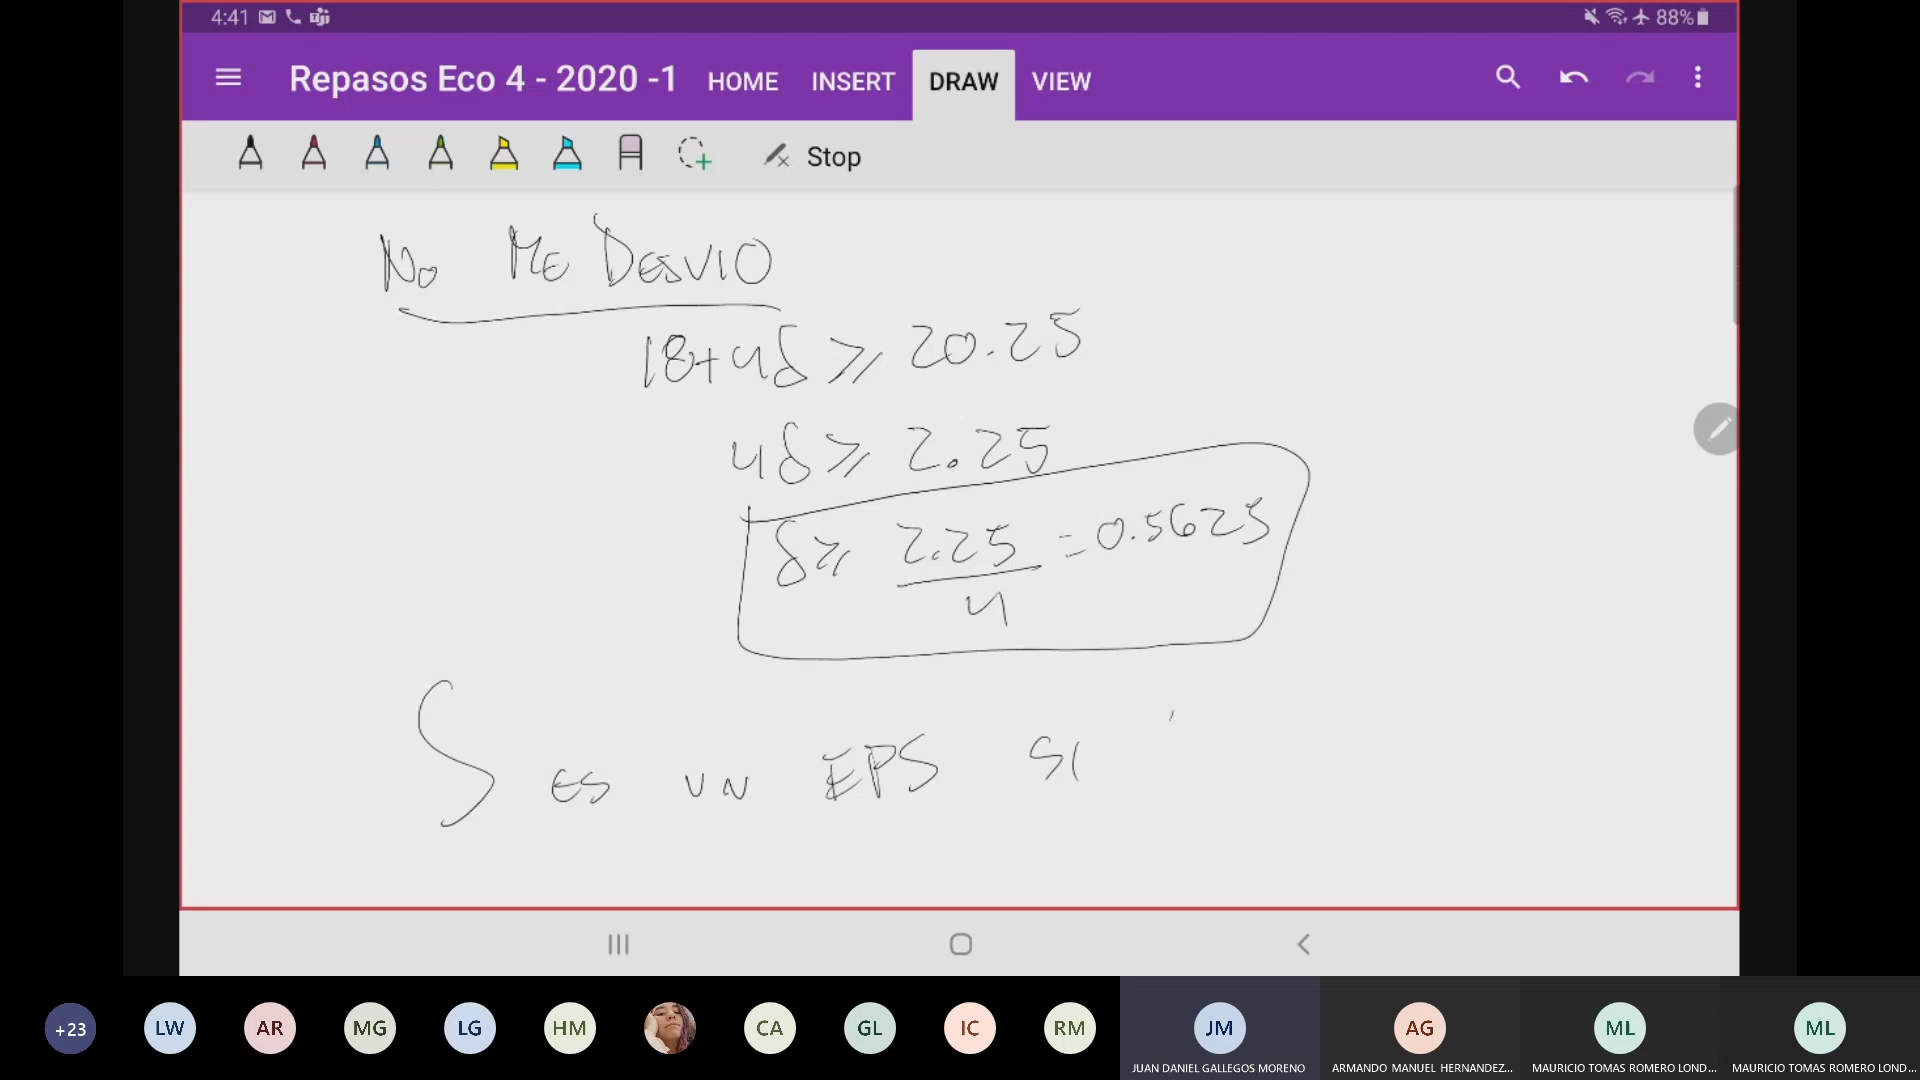 4:41 88%
Repasos Eco 4 - 2020 -1 HOME INSERT DRAW VIEW
Stop
No ME DESVIO
18+4δ ≥ 20.25
4δ ≥ 2.25
δ ≥ 2.25/4 = 0.5625
S ES UN EPS SI
+23 LW AR MG LG HM CA GL IC RM JM AG ML ML
JUAN DANIEL GALLEGOS MORENO ARMANDO MANUEL HERNANDEZ... MAURICIO TOMAS ROMERO LOND... MAURICIO TOMAS ROMERO LOND...